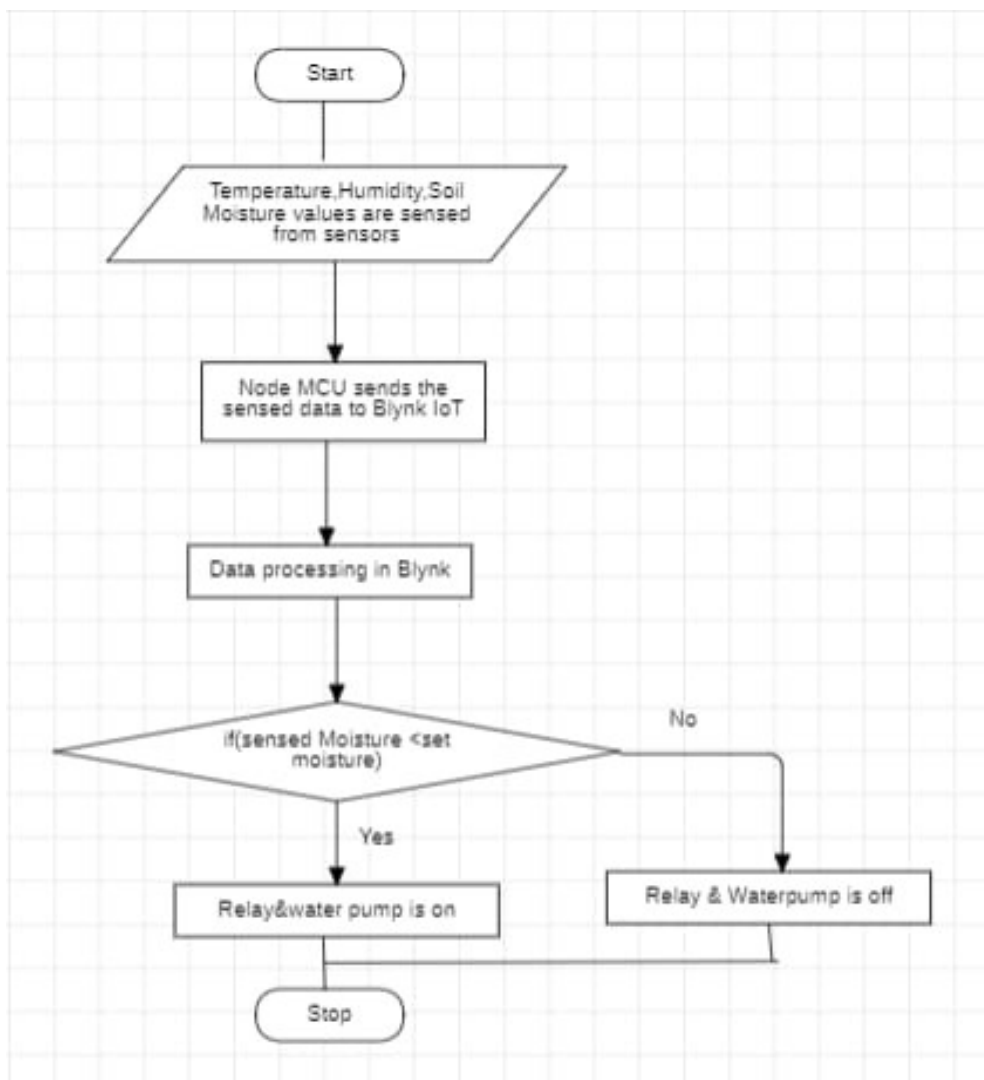 Start
Temperature,Humidity,Soil
Moisture values are sensed
from sensors
Node MCU sends the
sensed data to Blynk IoT
Data processing in Blynk
if(sensed Moisture <set
moisture)
No
Yes
Relay&water pump is on
Relay & Waterpump is off
Stop